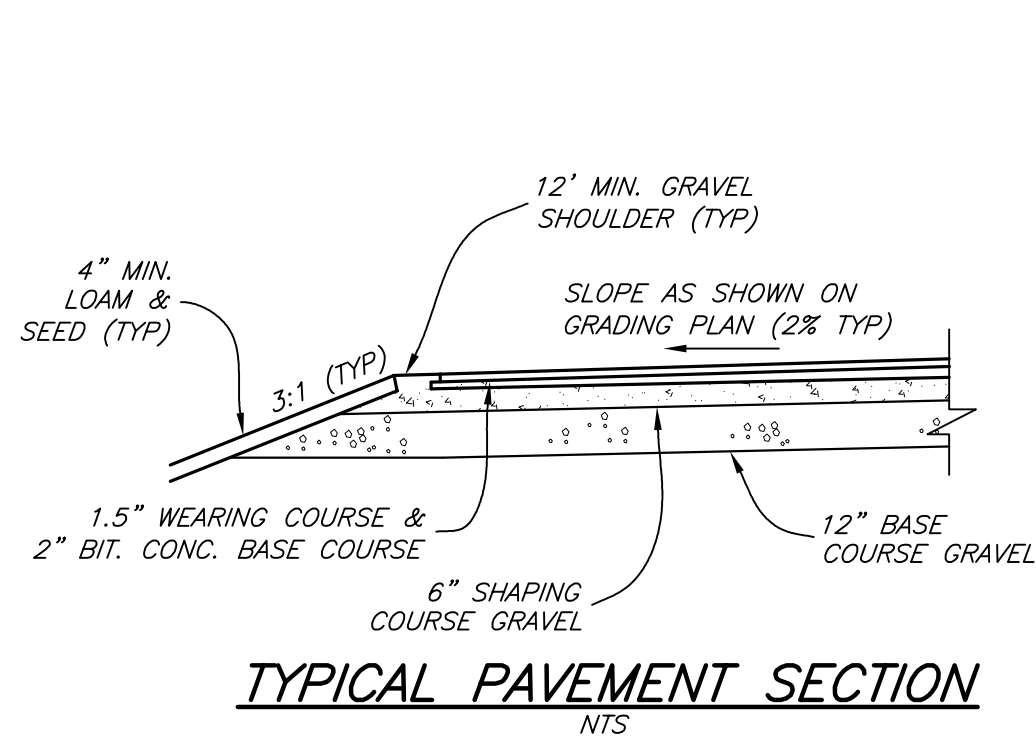 12’ MIN. GRAVEL
SHOULDER (TYP)
4” MIN.
LOAM &
SEED (TYP)
SLOPE AS SHOWN ON
GRADING PLAN (2% TYP)
3:1 (TYP)
1.5” WEARING COURSE &
2” BIT. CONC. BASE COURSE
12” BASE
COURSE GRAVEL
6” SHAPING
COURSE GRAVEL
TYPICAL PAVEMENT SECTION
NTS